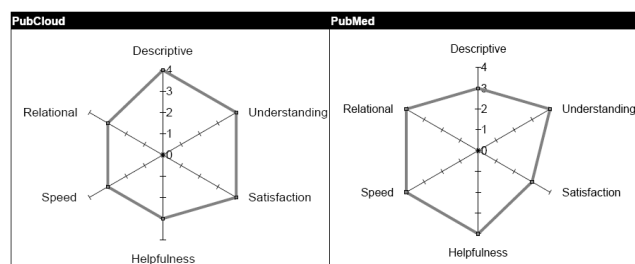 PubCloud
Descriptive
4
3
2
1
0
Relational
Understanding
Speed
Satisfaction
Helpfulness
PubMed
Descriptive
4
3
2
1
0
Relational
Understanding
Speed
Satisfaction
Helpfulness